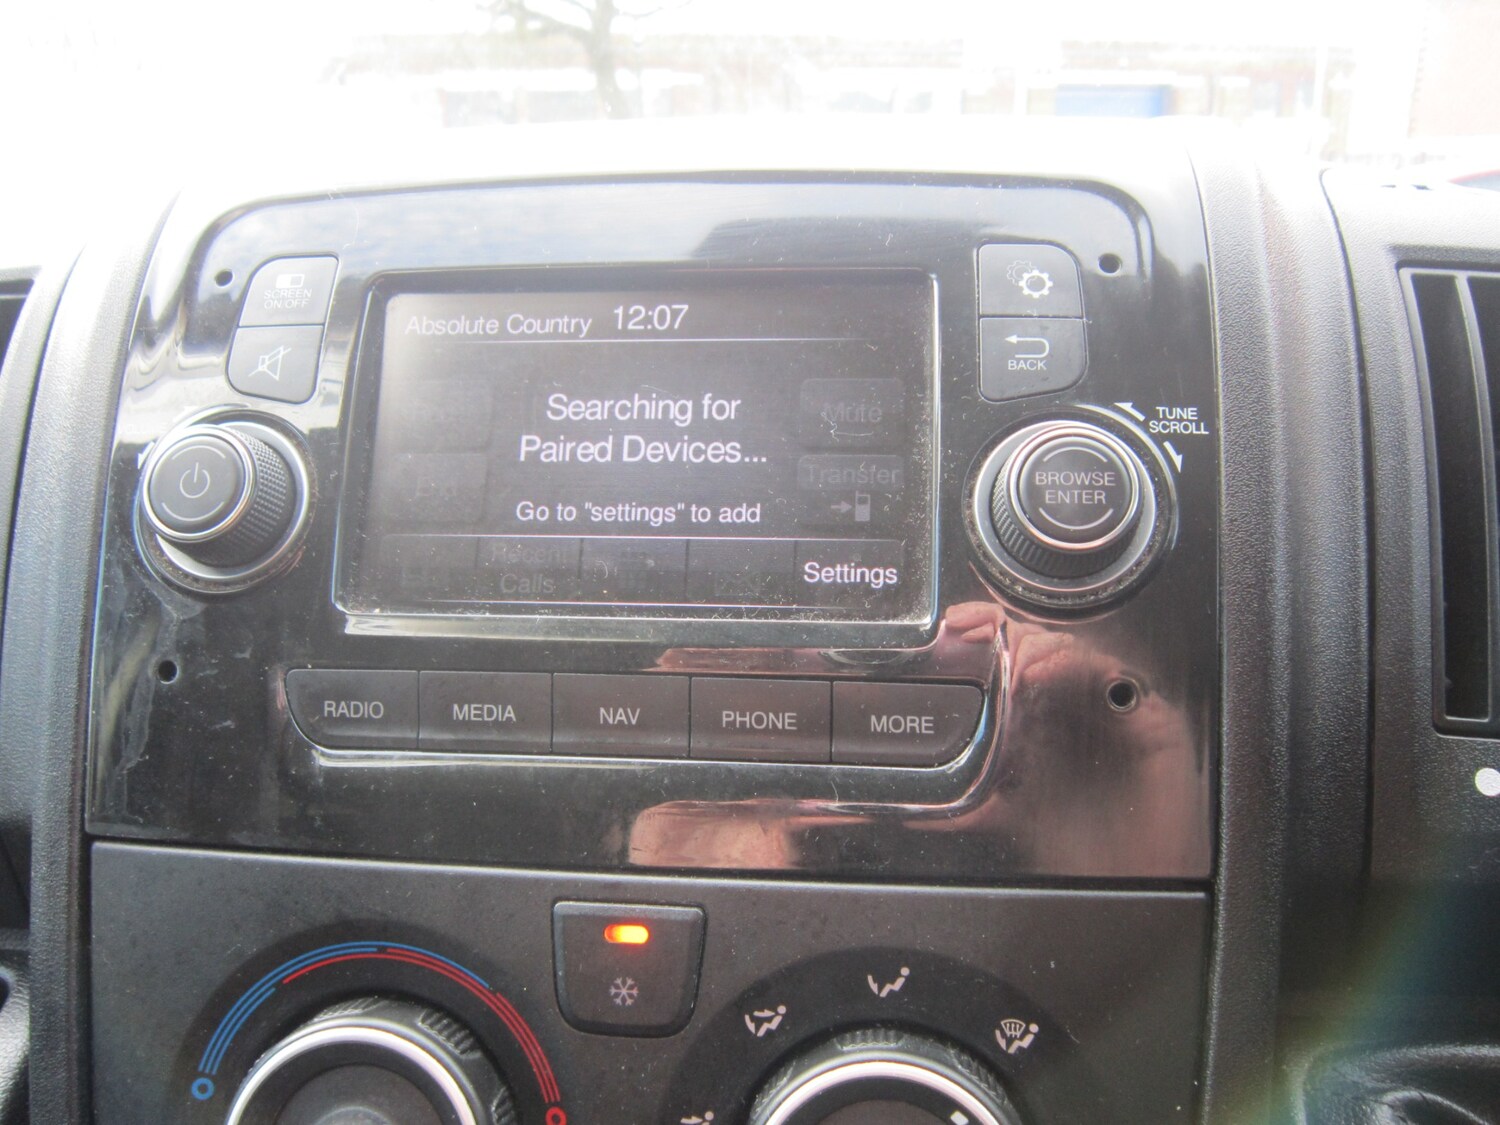 SCREEN
ON/OFF
Absolute Country 12:07
Searching for
Paired Devices...
Go to "settings" to add
Mute
Transfer
Recent
Calls
Settings
BACK
TUNE
SCROLL
BROWSE
ENTER
RADIO
MEDIA
NAV
PHONE
MORE